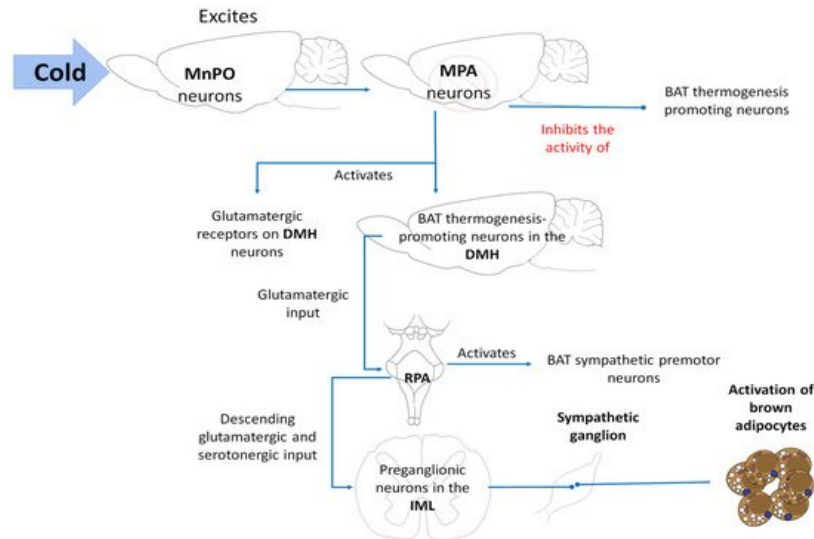 Excites
Cold
MnPO
neurons
MPA
neurons
BAT thermogenesis
promoting neurons
Inhibits the
activity of
Activates
Glutamatergic
receptors on DMH
neurons
BAT thermogenesis-
promoting neurons in the
DMH
Glutamatergic
input
RPA
Activates
BAT sympathetic premotor
neurons
Descending
glutamatergic and
serotonergic input
Preganglionic
neurons in the
IML
Sympathetic
ganglion
Activation of
brown
adipocytes